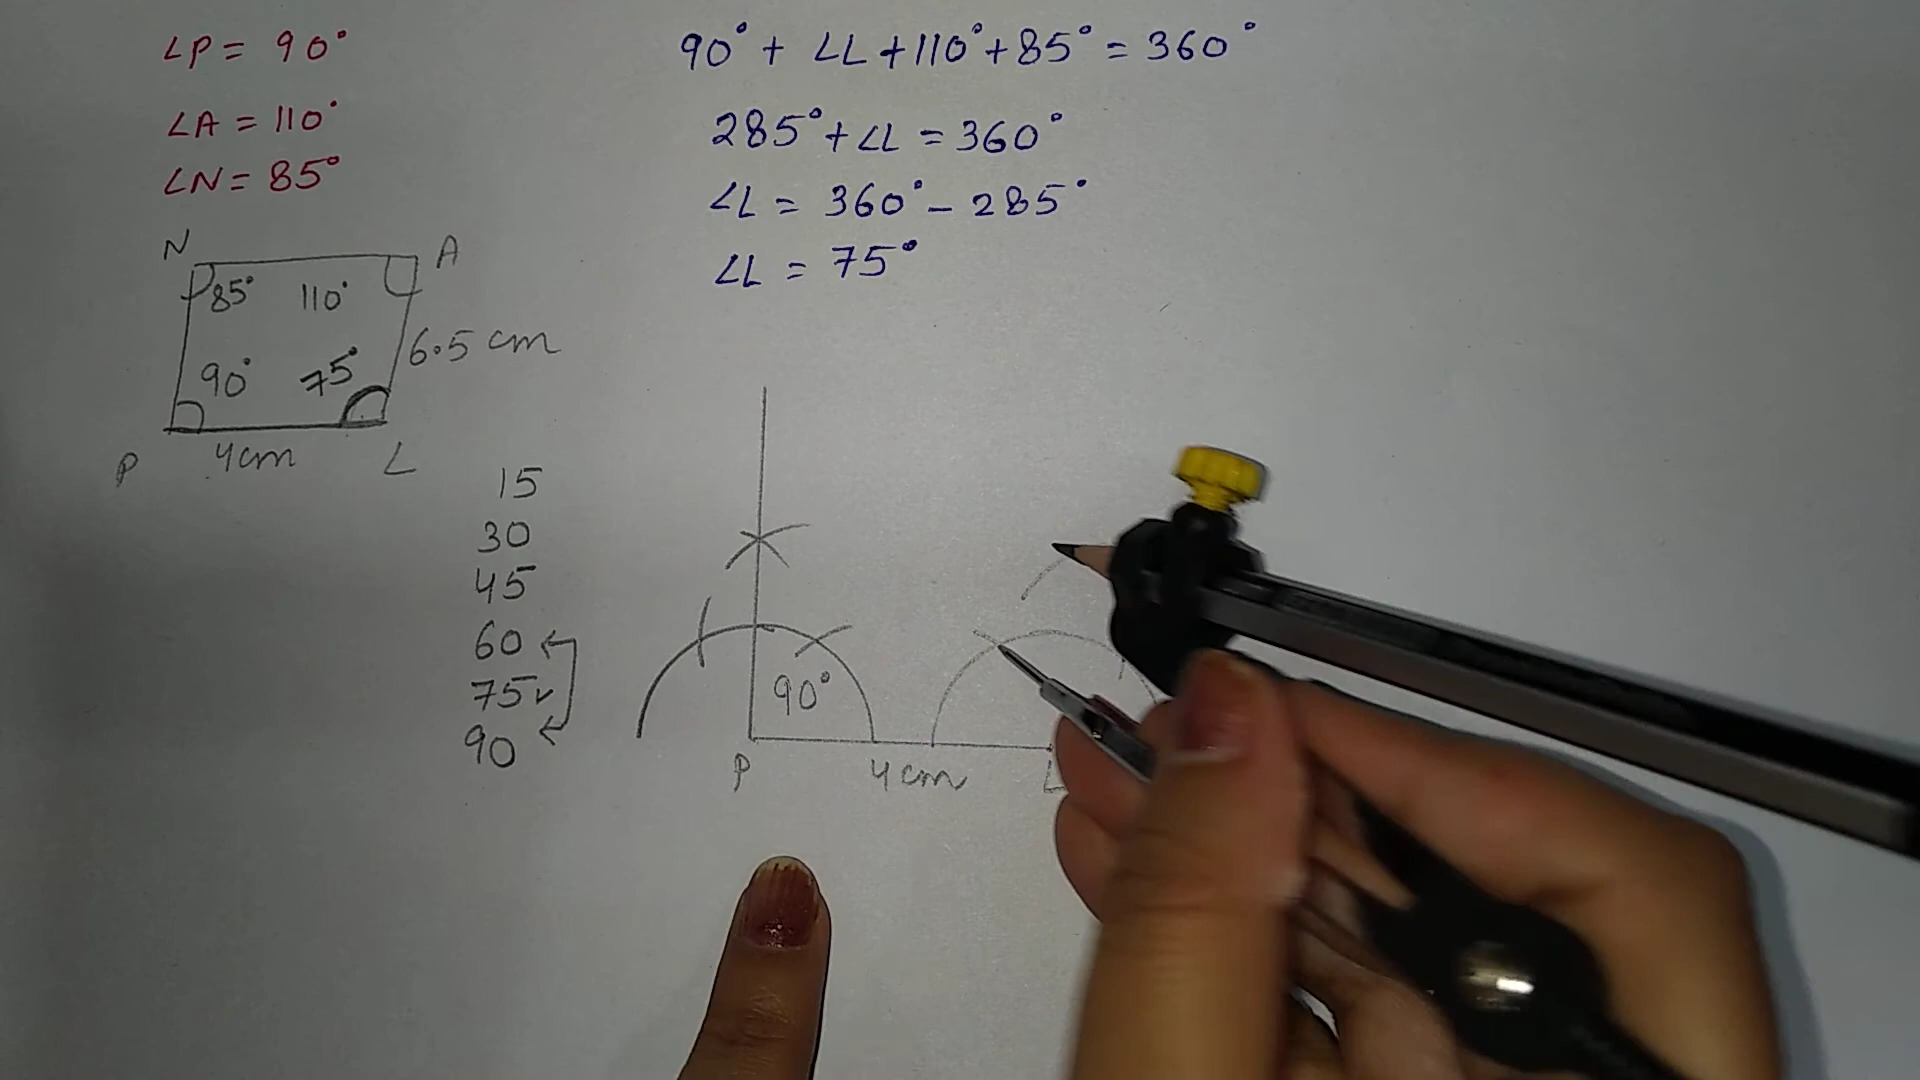 ∠P = 90°
∠A = 110°
∠N = 85°
90° + ∠L + 110° + 85° = 360°
285° + ∠L = 360°
∠L = 360° - 285°
∠L = 75°
N
A
85°
110°
6.5 cm
90°
75°
P
4cm
L
15
30
45
60
75✓
90
90°
P
4cm
L